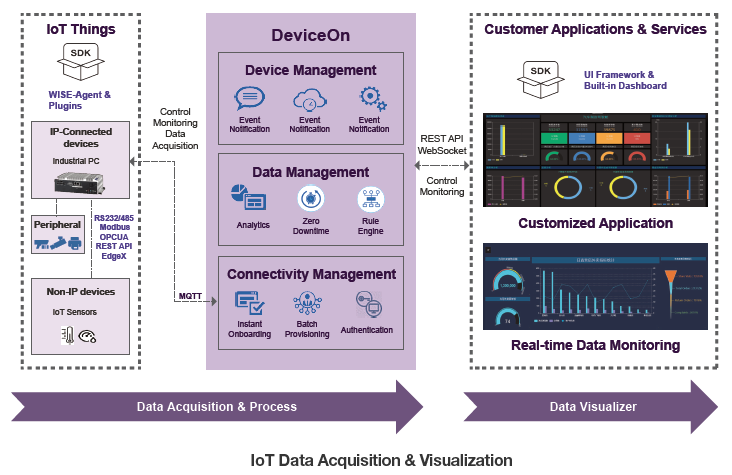 IoT Things
SDK
WISE-Agent &
Plugins
IP-Connected
devices
Industrial PC
Peripheral
RS232/485
Modbus
OPCUA
REST API
EdgeX
Non-IP devices
IoT Sensors
Control
Monitoring
Data
Acquisition
MQTT
DeviceOn
Device Management
Event
Notification
Event
Notification
Event
Notification
Data Management
Analytics
Zero
Downtime
Rule
Engine
Connectivity Management
Instant
Onboarding
Batch
Provisioning
Authentication
REST API
WebSocket
Control
Monitoring
Customer Applications & Services
SDK
UI Framework &
Built-in Dashboard
Customized Application
Real-time Data Monitoring
Data Acquisition & Process
Data Visualizer
IoT Data Acquisition & Visualization